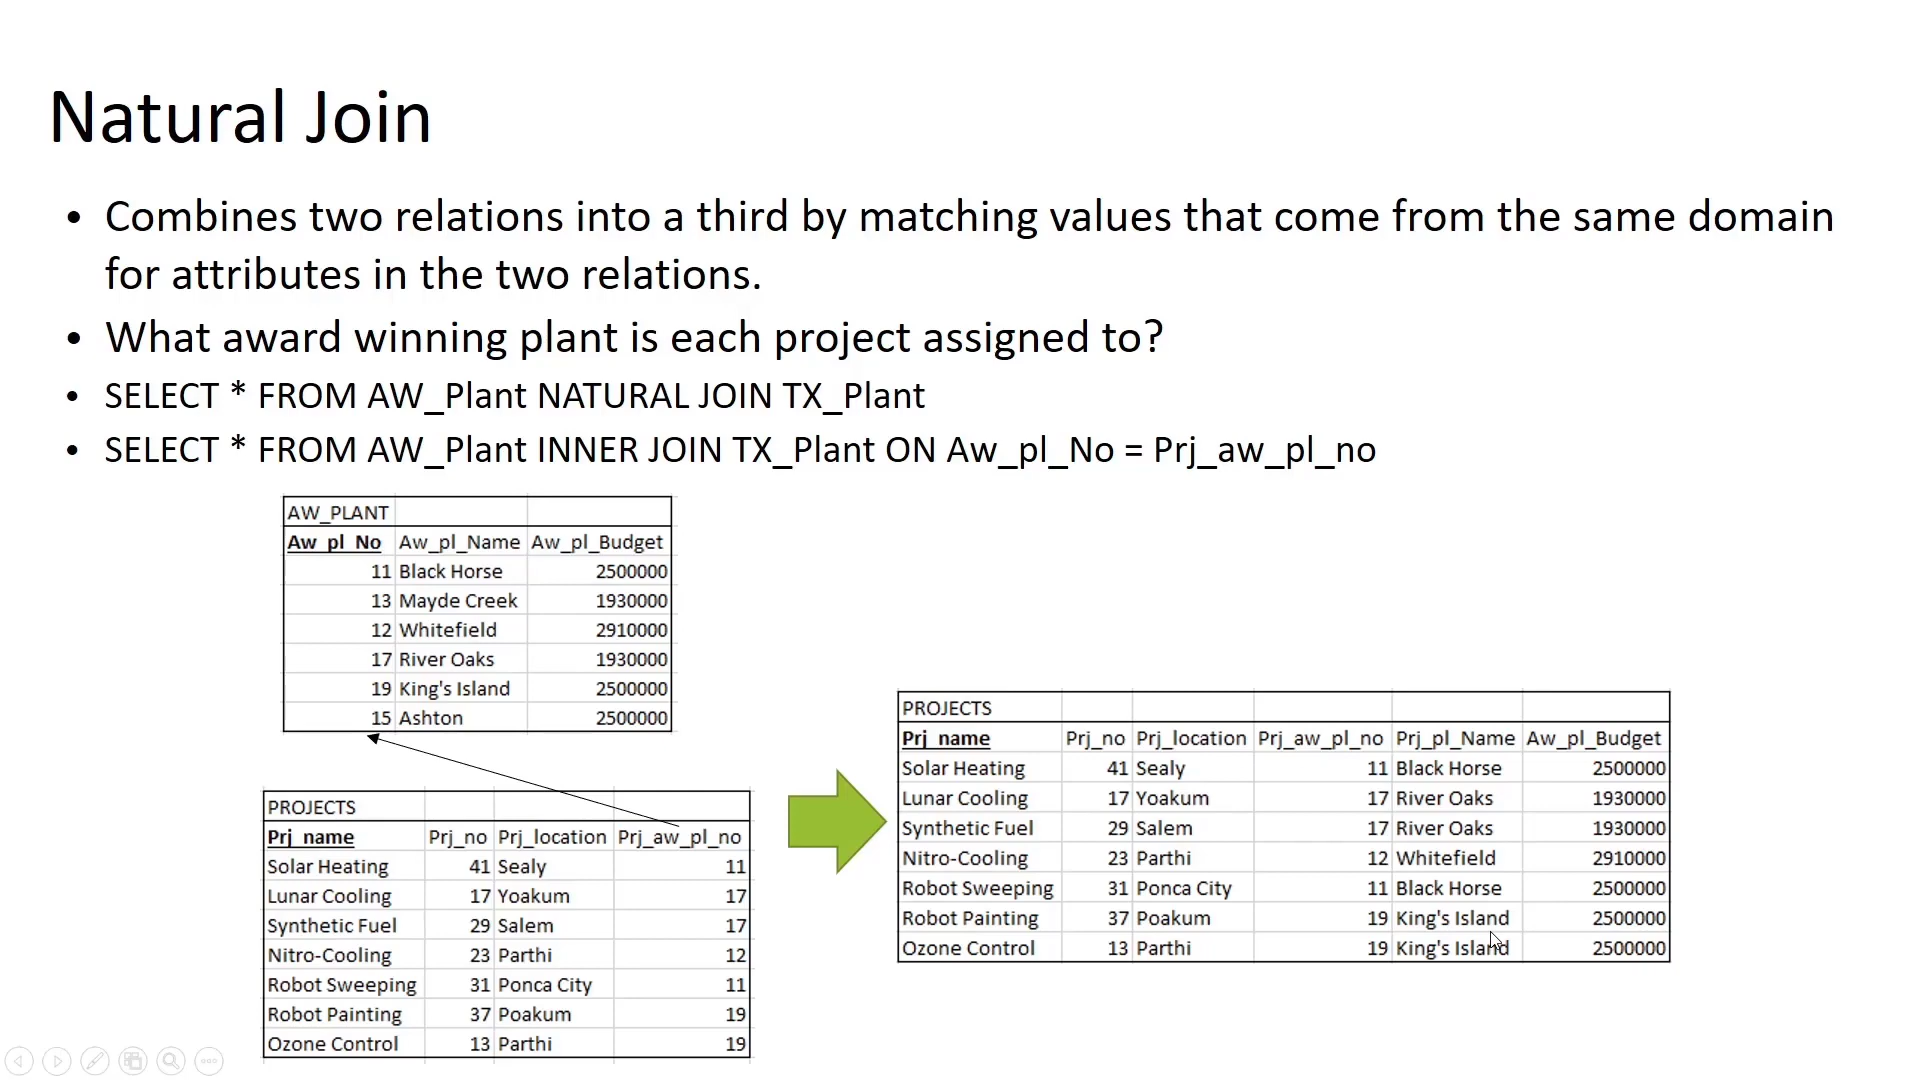 Natural Join
• Combines two relations into a third by matching values that come from the same domain
for attributes in the two relations.
• What award winning plant is each project assigned to?
• SELECT * FROM AW_Plant NATURAL JOIN TX_Plant
• SELECT * FROM AW_Plant INNER JOIN TX_Plant ON Aw_pl_No = Prj_aw_pl_no
AW_PLANT
Aw_pl_No Aw_pl_Name Aw_pl_Budget
11 Black Horse 2500000
13 Mayde Creek 1930000
12 Whitefield 2910000
17 River Oaks 1930000
19 King's Island 2500000
15 Ashton 2500000
PROJECTS
Prj_name Prj_no Prj_location Prj_aw_pl_no
Solar Heating 41 Sealy 11
Lunar Cooling 17 Yoakum 17
Synthetic Fuel 29 Salem 17
Nitro-Cooling 23 Parthi 12
Robot Sweeping 31 Ponca City 11
Robot Painting 37 Poakum 19
Ozone Control 13 Parthi 19
PROJECTS
Prj_name Prj_no Prj_location Prj_aw_pl_no Prj_pl_Name Aw_pl_Budget
Solar Heating 41 Sealy 11 Black Horse 2500000
Lunar Cooling 17 Yoakum 17 River Oaks 1930000
Synthetic Fuel 29 Salem 17 River Oaks 1930000
Nitro-Cooling 23 Parthi 12 Whitefield 2910000
Robot Sweeping 31 Ponca City 11 Black Horse 2500000
Robot Painting 37 Poakum 19 King's Island 2500000
Ozone Control 13 Parthi 19 King's Island 2500000